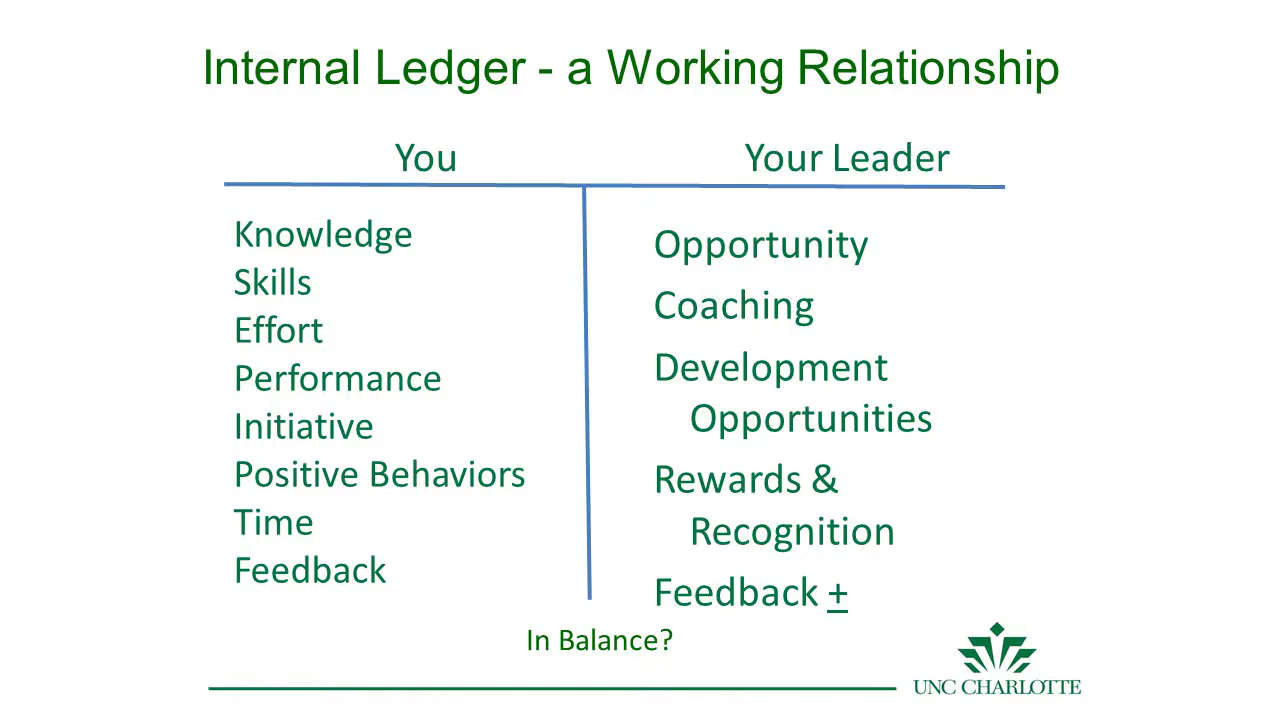 Internal Ledger - a Working Relationship
You
Your Leader
Knowledge
Skills
Effort
Performance
Initiative
Positive Behaviors
Time
Feedback
Opportunity
Coaching
Development
Opportunities
Rewards &
Recognition
Feedback +
In Balance?
UNC CHARLOTTE